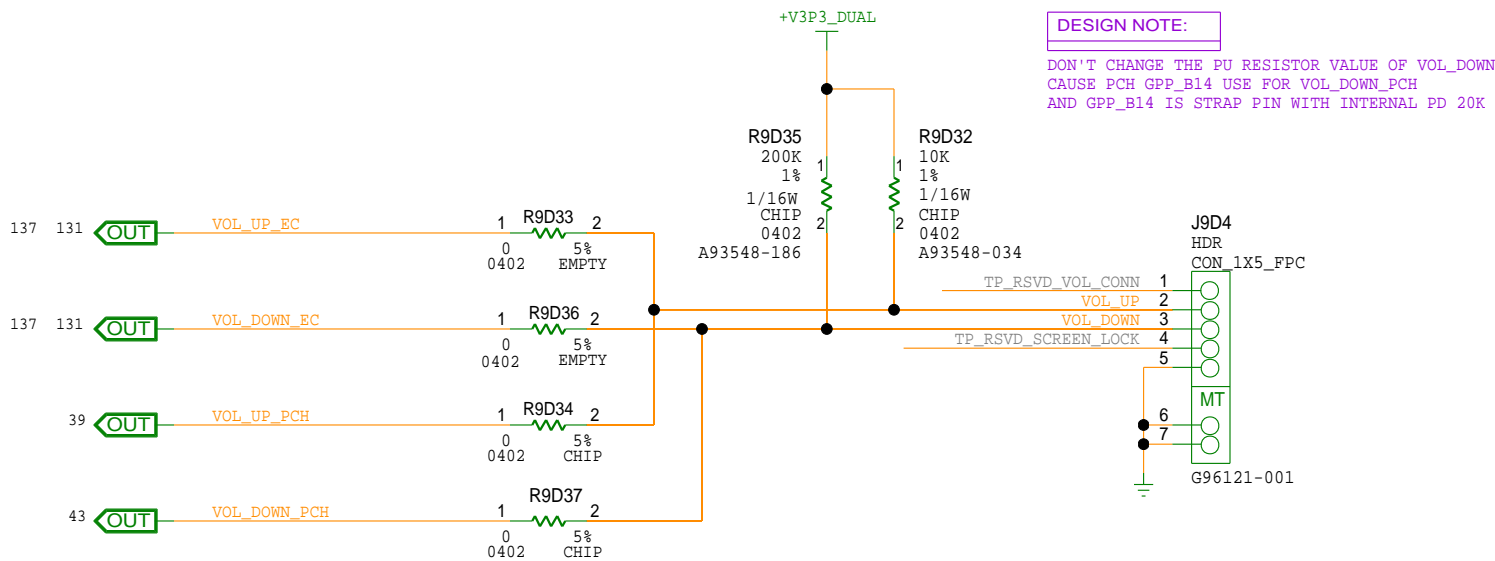 +V3P3_DUAL
DESIGN NOTE:
DON'T CHANGE THE PU RESISTOR VALUE OF VOL_DOWN
CAUSE PCH GPP_B14 USE FOR VOL_DOWN_PCH
AND GPP_B14 IS STRAP PIN WITH INTERNAL PD 20K
R9D35
200K
1%
1/16W
CHIP
0402
A93548-186
1
2
R9D32
10K
1%
1/16W
CHIP
0402
A93548-034
1
2
137 131 OUT VOL_UP_EC 1 R9D33 2
0 5%
0402 EMPTY
137 131 OUT VOL_DOWN_EC 1 R9D36 2
0 5%
0402 EMPTY
39 OUT VOL_UP_PCH 1 R9D34 2
0 5%
0402 CHIP
43 OUT VOL_DOWN_PCH 1 R9D37 2
0 5%
0402 CHIP
J9D4
HDR
CON_1X5_FPC
TP_RSVD_VOL_CONN 1
VOL_UP 2
VOL_DOWN 3
TP_RSVD_SCREEN_LOCK 4
5
MT
6
7
G96121-001